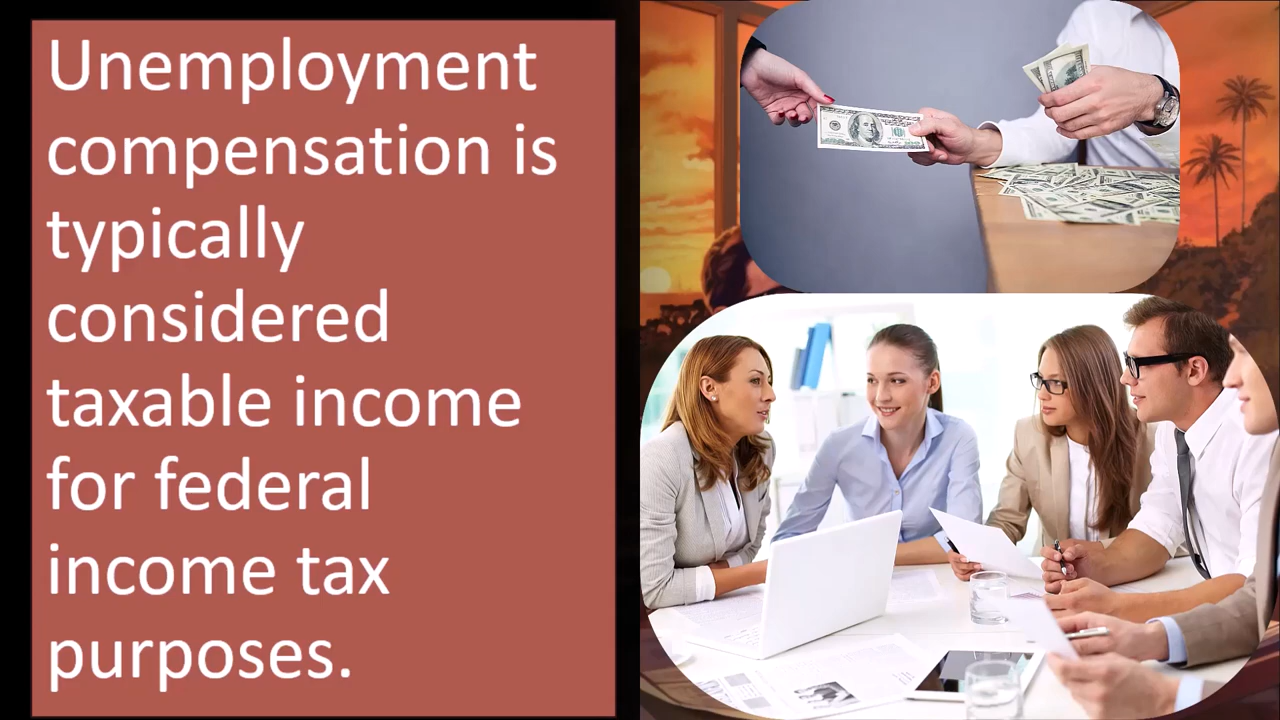 Unemployment
compensation is
typically
considered
taxable income
for federal
income tax
purposes.